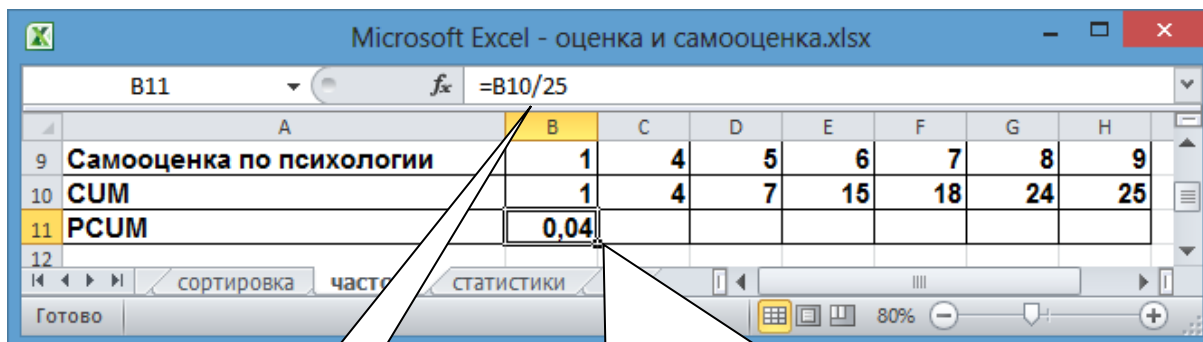 Microsoft Excel - оценка и самооценка.xlsx
B11 fx =B10/25
A B C D E F G H
9 Самооценка по психологии 1 4 5 6 7 8 9
10 CUM 1 4 7 15 18 24 25
11 PCUM 0,04
12
сортировка статистики
Готово 80%